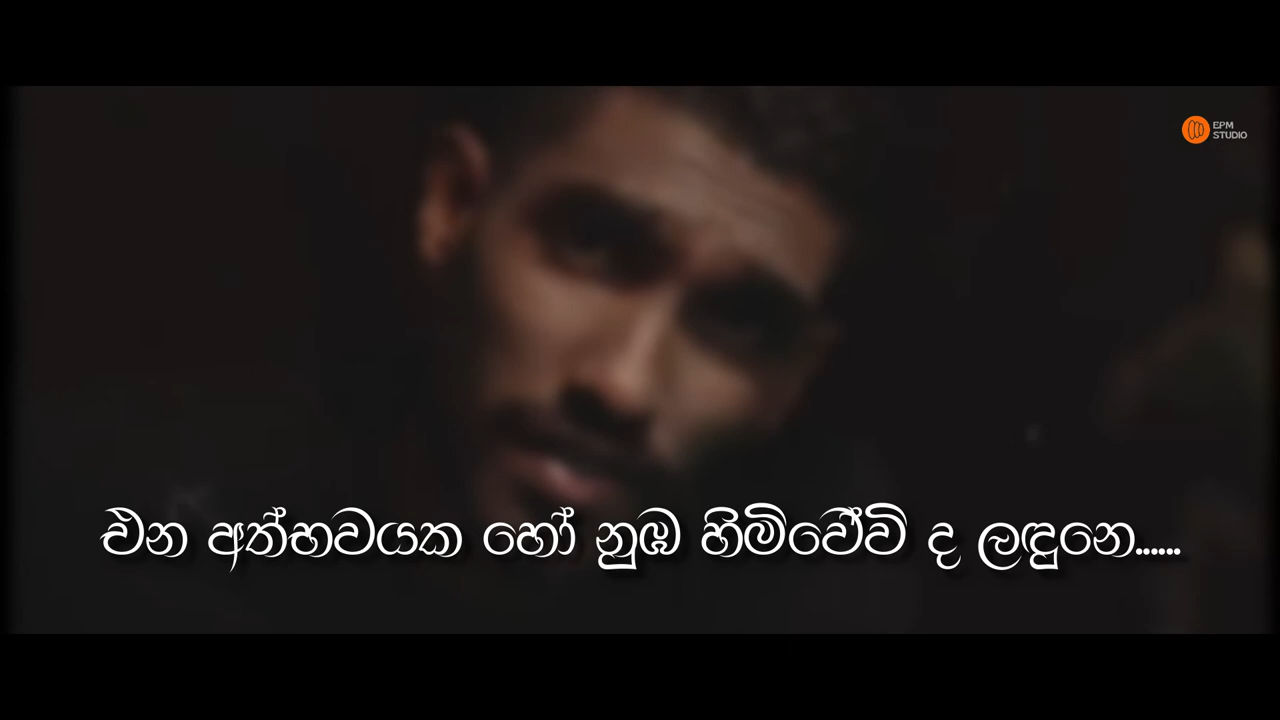 EPM
STUDIO
එන අත්භවයක හෝ නුඹ හිමිවේවි ද ලඳුනෙ......